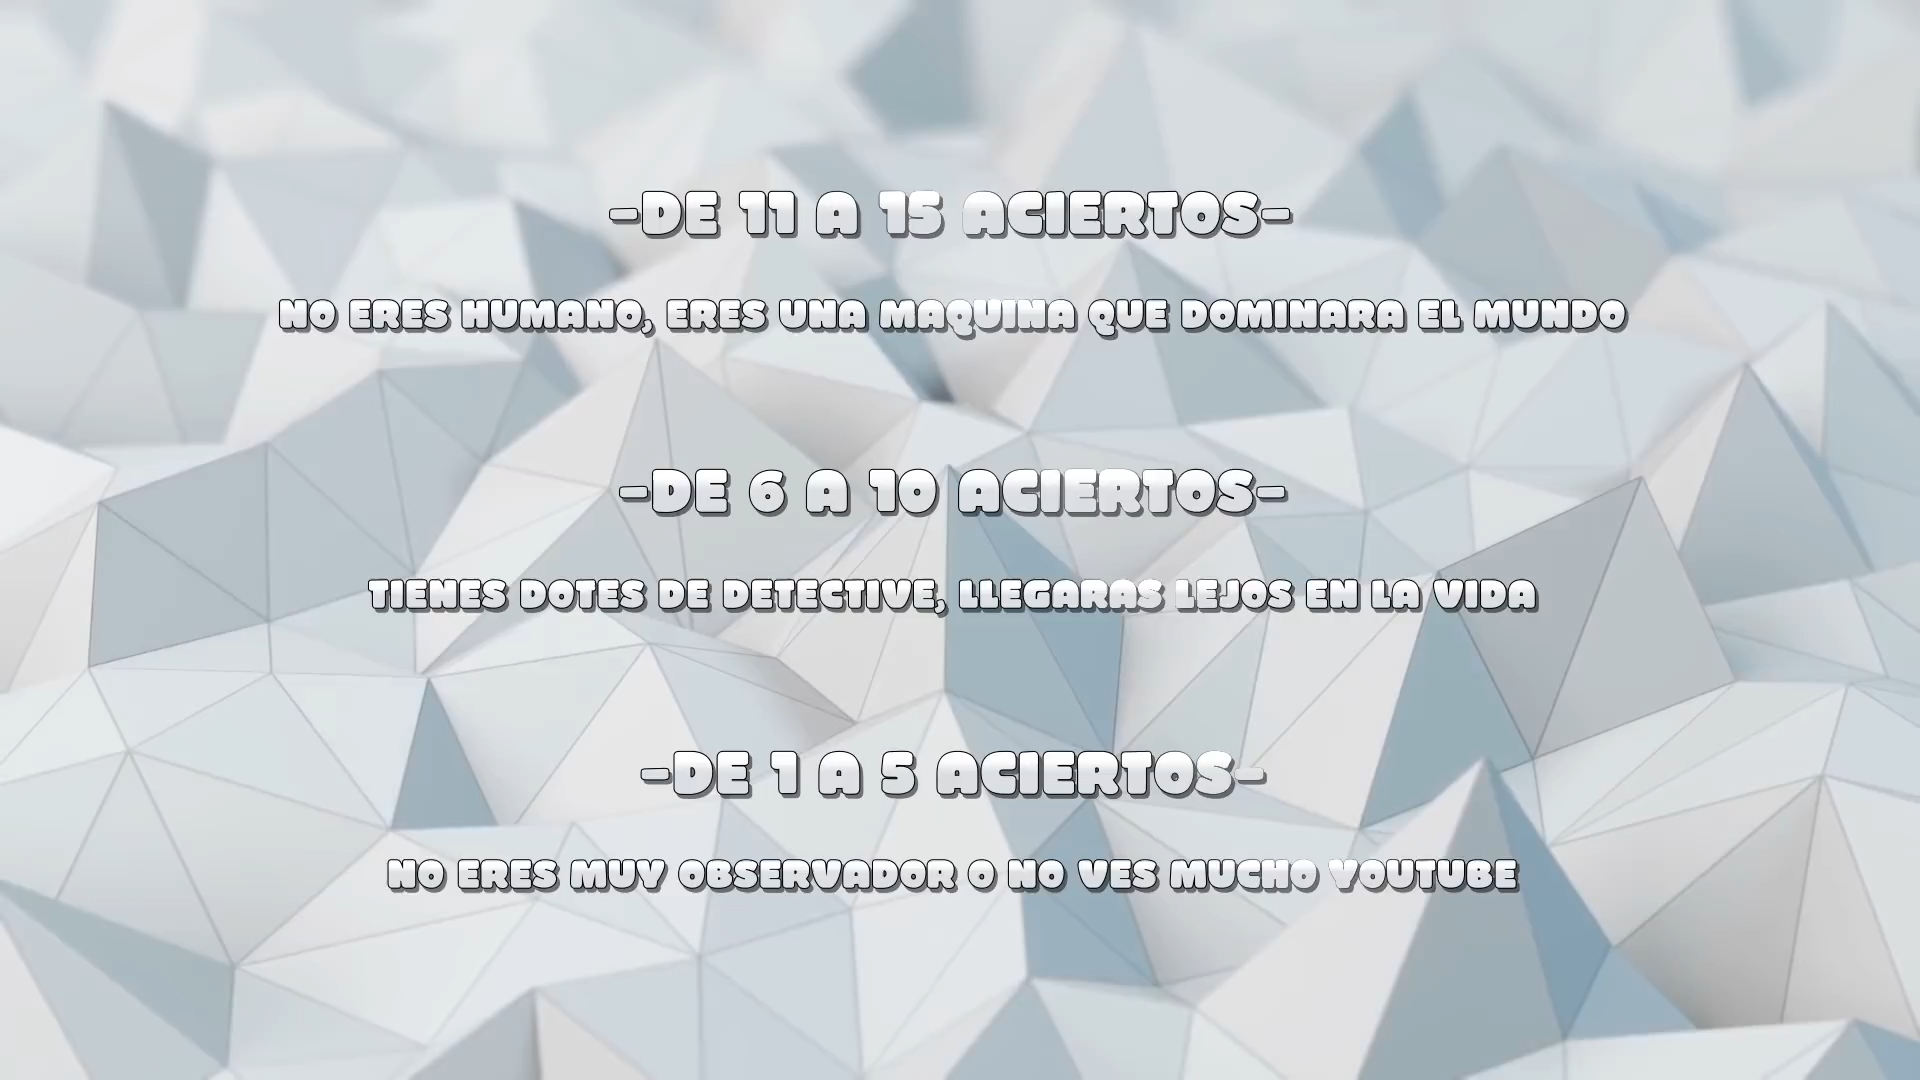 -DE 11 A 15 ACIERTOS-
NO ERES HUMANO, ERES UNA MAQUINA QUE DOMINARA EL MUNDO
-DE 6 A 10 ACIERTOS-
TIENES DOTES DE DETECTIVE, LLEGARAS LEJOS EN LA VIDA
-DE 1 A 5 ACIERTOS-
NO ERES MUY OBSERVADOR O NO VES MUCHO YOUTUBE